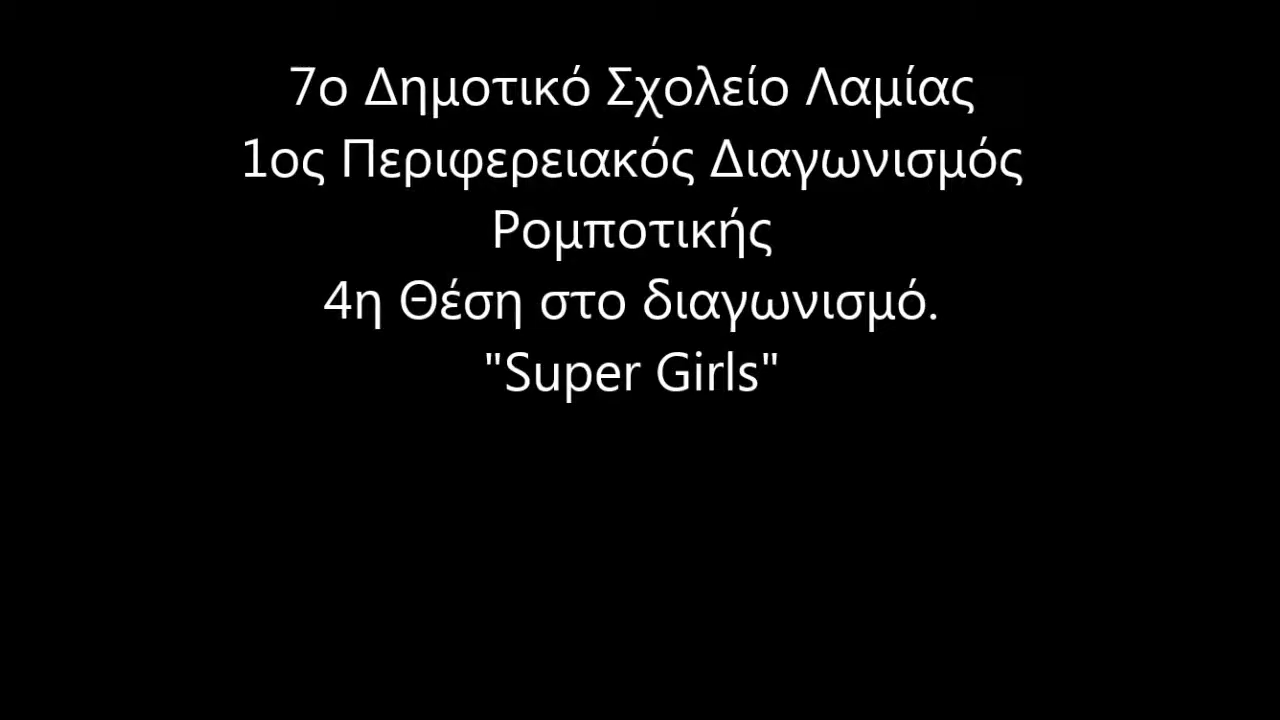 7ο Δημοτικό Σχολείο Λαμίας
1ος Περιφερειακός Διαγωνισμός
Ρομποτικής
4η Θέση στο διαγωνισμό.
"Super Girls"